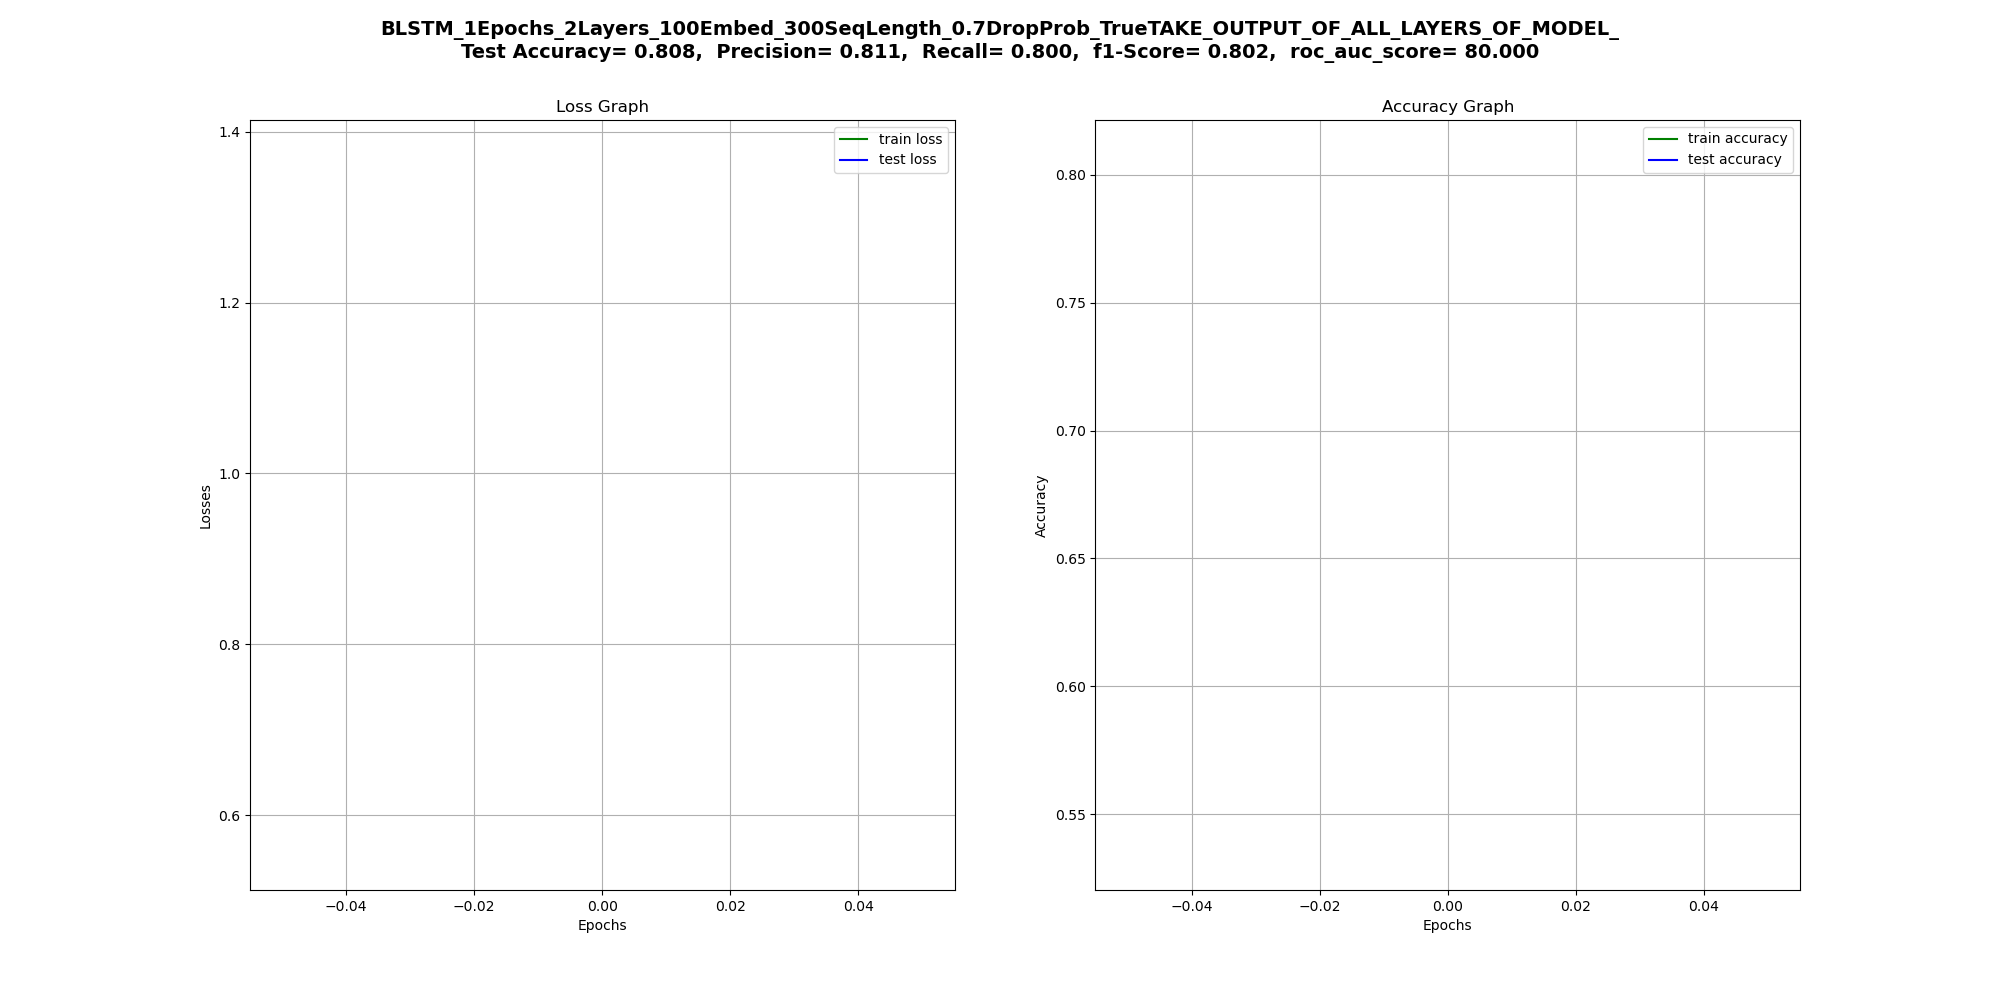 BLSTM_1Epochs_2Layers_100Embed_300SeqLength_0.7DropProb_TrueTAKE_OUTPUT_OF_ALL_LAYERS_OF_MODEL_
Test Accuracy= 0.808,  Precision= 0.811,  Recall= 0.800,  f1-Score= 0.802,  roc_auc_score= 80.000
Loss Graph
train loss
test loss
1.4
1.2
1.0
0.8
0.6
Losses
−0.04
−0.02
0.00
0.02
0.04
Epochs
Accuracy Graph
train accuracy
test accuracy
0.80
0.75
0.70
0.65
0.60
0.55
Accuracy
−0.04
−0.02
0.00
0.02
0.04
Epochs